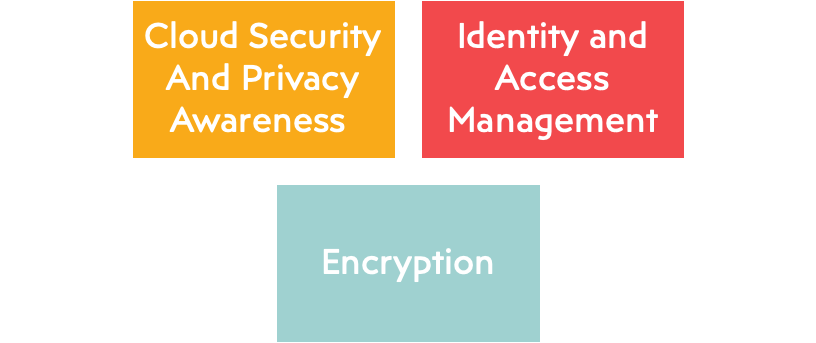 Cloud Security
And Privacy
Awareness
Identity and
Access
Management
Encryption